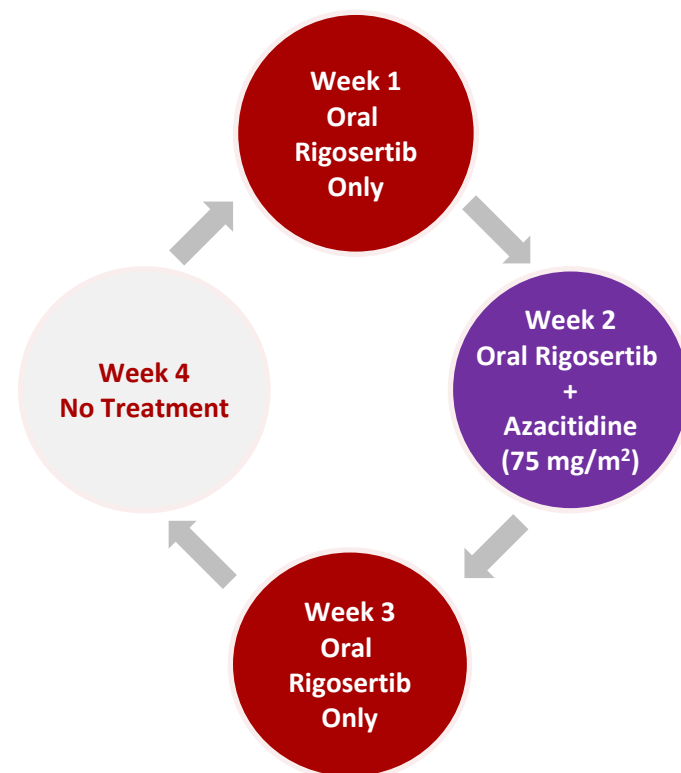 Week 1
Oral
Rigosertib
Only
Week 2
Oral Rigosertib
+
Azacitidine
(75 mg/m²)
Week 3
Oral
Rigosertib
Only
Week 4
No Treatment